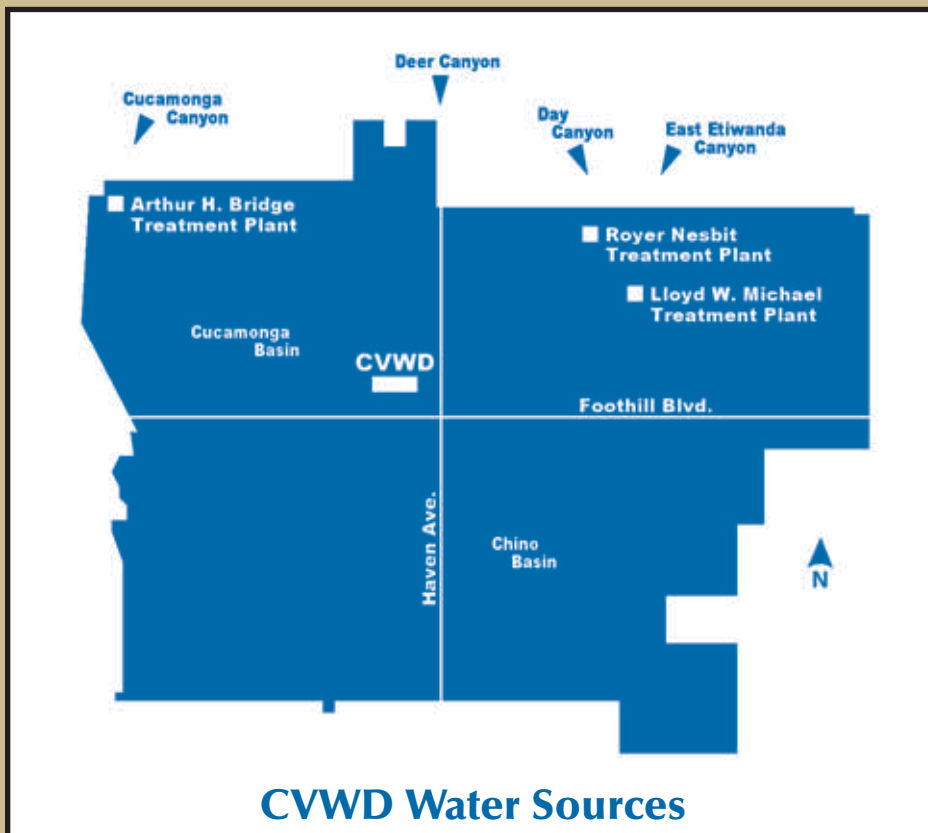 Deer Canyon
Cucamonga
Canyon
Day
Canyon
East Etiwanda
Canyon
Arthur H. Bridge
Treatment Plant
Royer Nesbit
Treatment Plant
Lloyd W. Michael
Treatment Plant
Cucamonga
Basin
CVWD
Foothill Blvd.
Haven Ave.
Chino
Basin
N
CVWD Water Sources